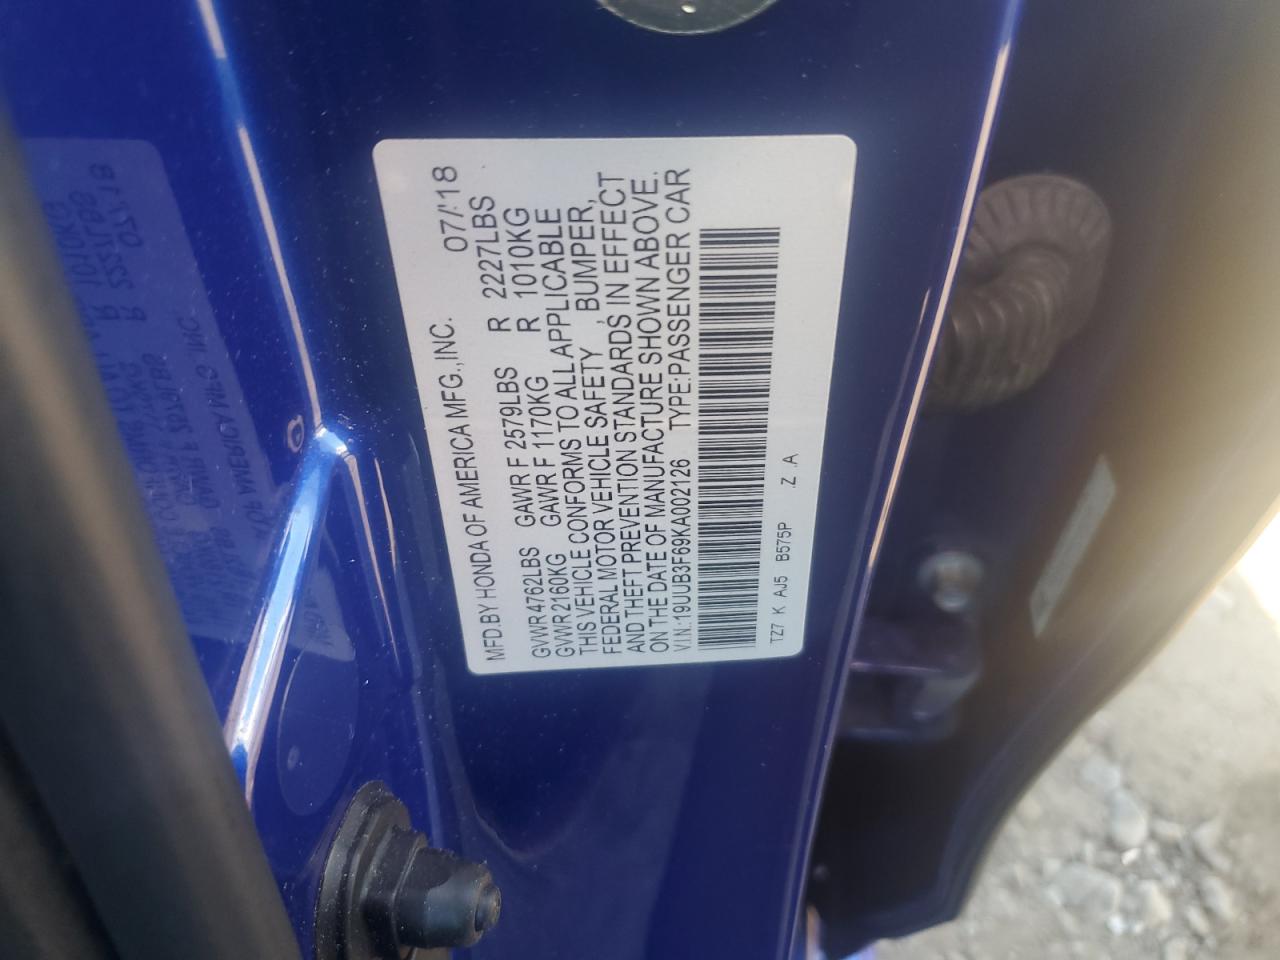 MFD.BY HONDA OF AMERICA MFG.,INC. 07/18
GVWR 4762LBS GAWR F 2579LBS R 2227LBS
GVWR 2160KG GAWR F 1170KG R 1010KG
THIS VEHICLE CONFORMS TO ALL APPLICABLE
FEDERAL MOTOR VEHICLE SAFETY , BUMPER,
AND THEFT PREVENTION STANDARDS IN EFFECT
ON THE DATE OF MANUFACTURE SHOWN ABOVE.
V.I.N.:19UUB3F69KA002126 TYPE:PASSENGER CAR
TZ7 K AJ5 B575P .Z .A